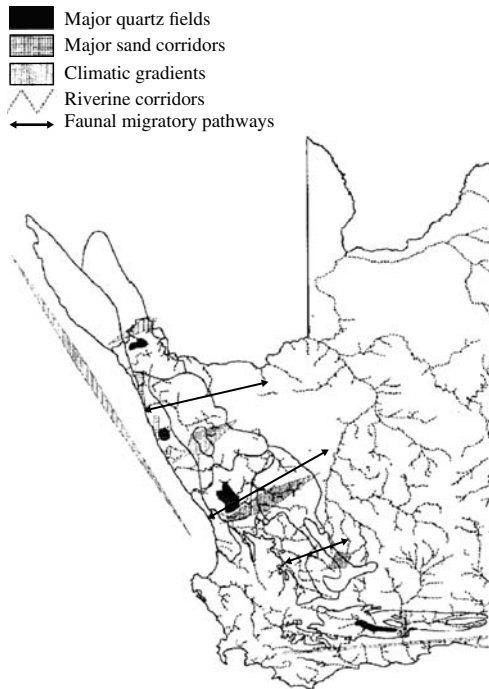 Major quartz fields
Major sand corridors
Climatic gradients
Riverine corridors
Faunal migratory pathways